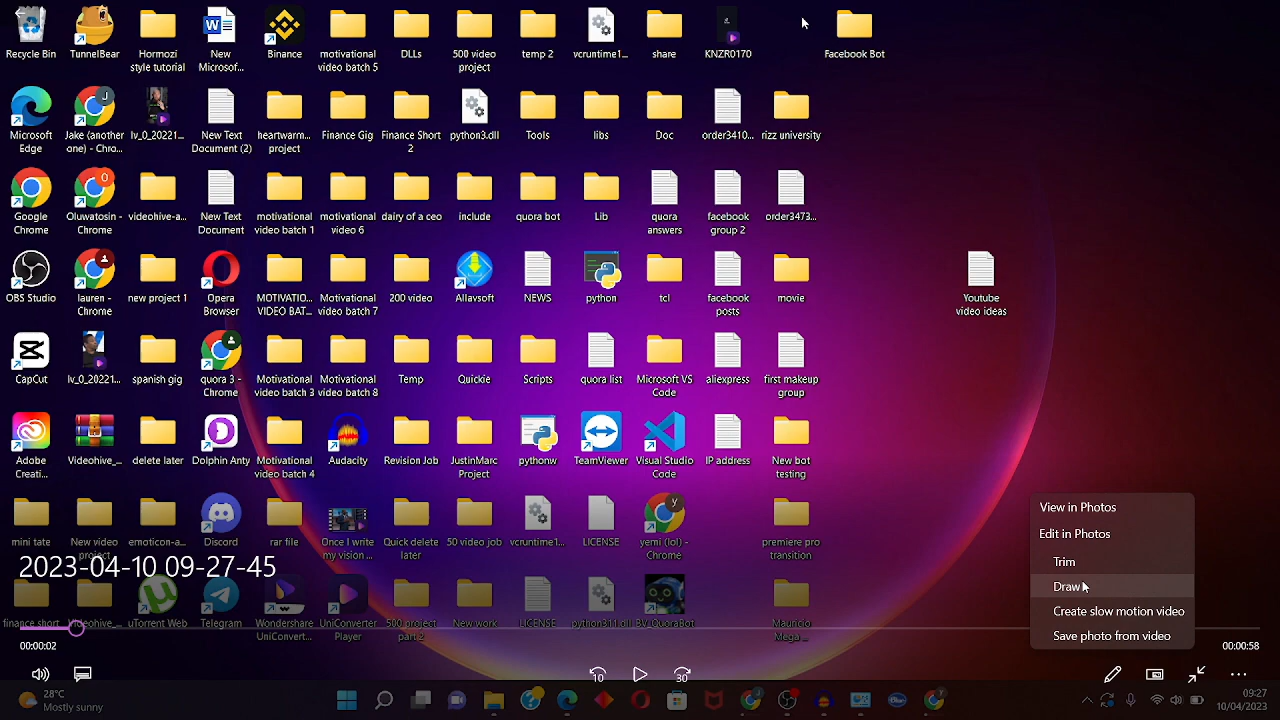 Recycle Bin
TunnelBear
Hormozi
style tutorial
New
Microsof...
Binance
motivational
video batch 5
DLLs
500 video
project
temp 2
vcruntime1...
share
KNZR0170
Facebook Bot
Microsoft
Edge
Jake (another
one) - Chro...
lv_0_20221...
New Text
Document (2)
heartwarm...
project
Finance Gig
Finance Short
2
python3.dll
Tools
libs
Doc
order3410...
rizz university
Chrome
Oluwaseun -
Chrome
videohive-a...
New Text
Document
motivational
video batch 1
motivational
video 6
dairy of a ceo
include
quora bot
Lib
quora
answers
facebook
group 2
order3473...
OBS Studio
lauren -
Chrome
new project 1
Opera
Browser
MOTIVATIO...
VIDEO BAT...
Motivational
video batch 7
200 video
Allavsoft
NEWS
python
tcl
facebook
posts
movie
Youtube
video ideas
lv_0_20221...
spanish gig
quora 3 -
Chrome
Motivational
video batch 3
Motivational
video batch 8
Temp
Quickie
Scripts
quora list
Microsoft VS
Code
aliexpress
first makeup
group
Creati...
Videohive_...
delete later
Dolphin Anty
Motivational
video batch 4
Audacity
Revision Job
JustinMarc
Project
pythonw
TeamViewer
Visual Studio
Code
IP address
New bot
testing
mini tate
New video
project
emoticon-a...
Discord
rar file
Once I write
my vision ...
Quick delete
later
50 video job
vcruntime1...
LICENSE
yemi (lol) -
Chrome
premiere pro
transition
View in Photos
Edit in Photos
Trim
Draw
Create slow motion video
Save photo from video
2023-04-10 09-27-45
finance short
Videohive_...
uTorrent Web
Telegram
Wondershare
UniConvert...
UniConverter
Player
500 project
part 2
New work
LICENSE
python311.dll
BV_QuoraBot
Mauricio
Mega ...
00:00:02
00:00:58
10
30
28°C
Mostly sunny
09:27
10/04/2023